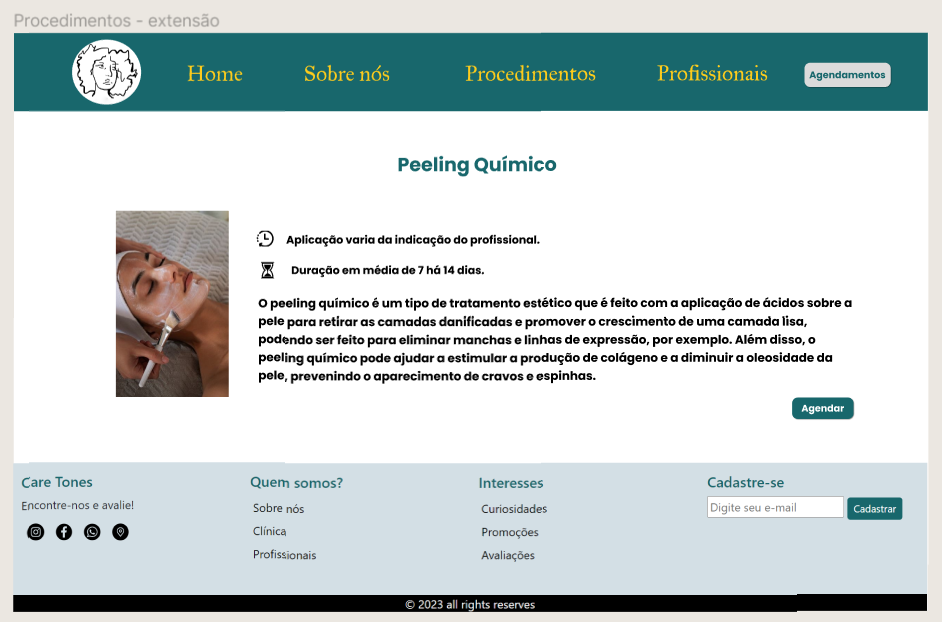 Procedimentos - extensão
Home
Sobre nós
Procedimentos
Profissionais
Agendamentos
Peeling Químico
Aplicação varia da indicação do profissional.
Duração em média de 7 há 14 dias.
O peeling químico é um tipo de tratamento estético que é feito com a aplicação de ácidos sobre a
pele para retirar as camadas danificadas e promover o crescimento de uma camada lisa,
podendo ser feito para eliminar manchas e linhas de expressão, por exemplo. Além disso, o
peeling químico pode ajudar a estimular a produção de colágeno e a diminuir a oleosidade da
pele, prevenindo o aparecimento de cravos e espinhas.
Agendar
Care Tones
Encontre-nos e avalie!
Quem somos?
Sobre nós
Clínica
Profissionais
Interesses
Curiosidades
Promoções
Avaliações
Cadastre-se
Digite seu e-mail
Cadastrar
© 2023 all rights reserves